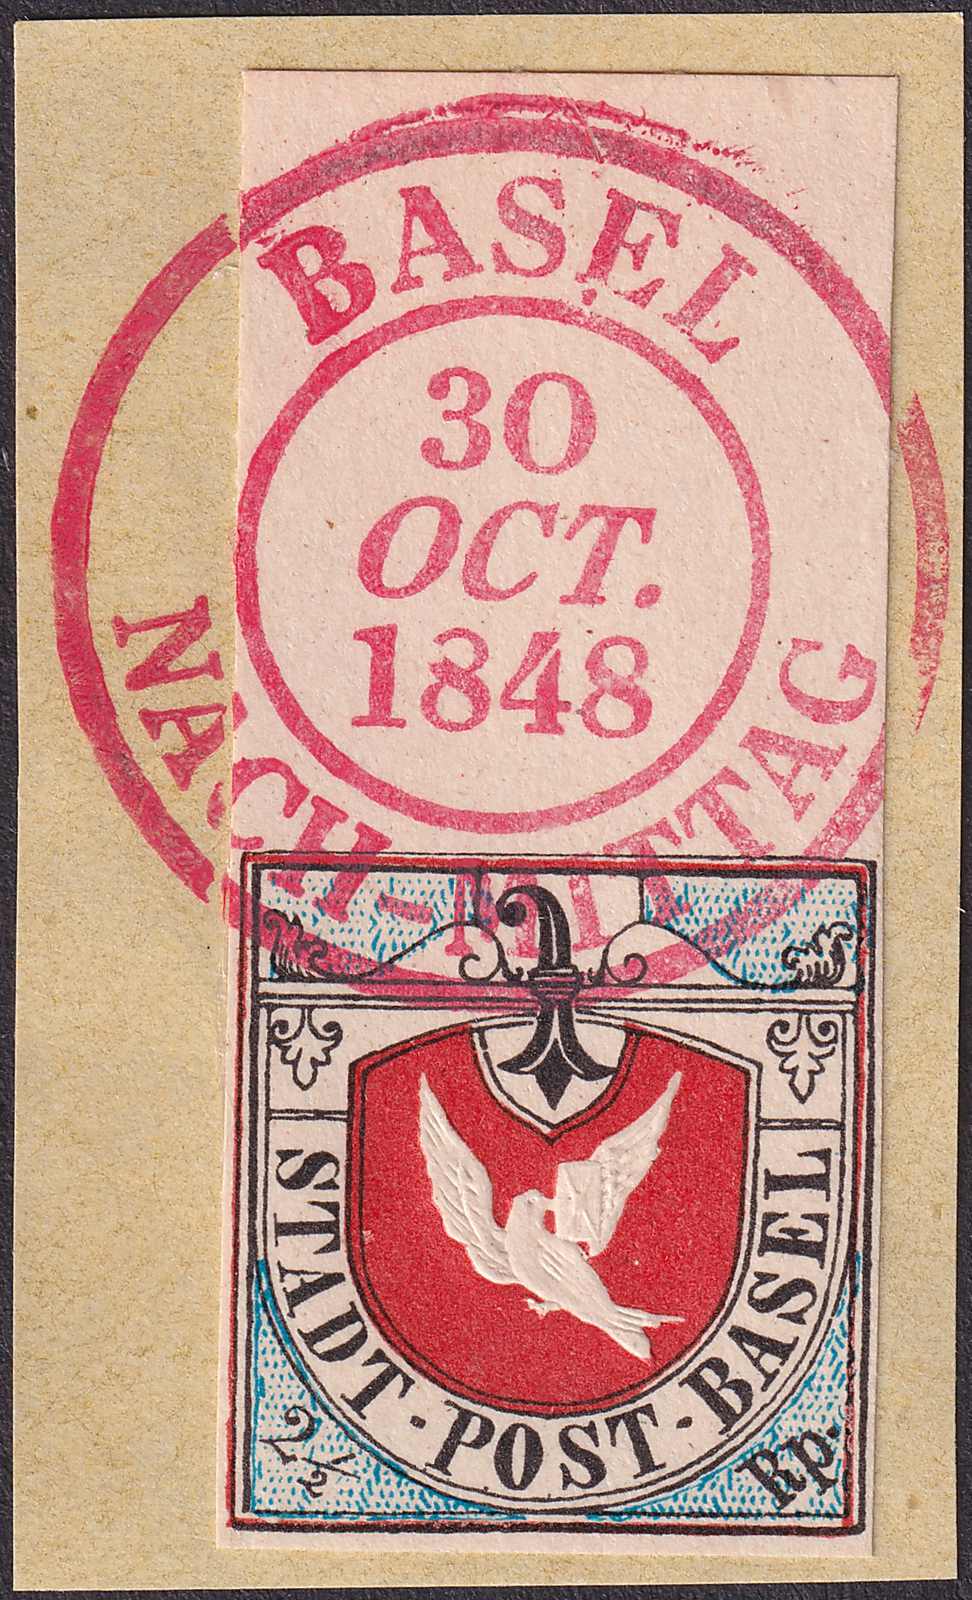 BASEL
30
OCT.
1848
NACH-MITTAG
STADT-POST-BASEL
2½
Rp.